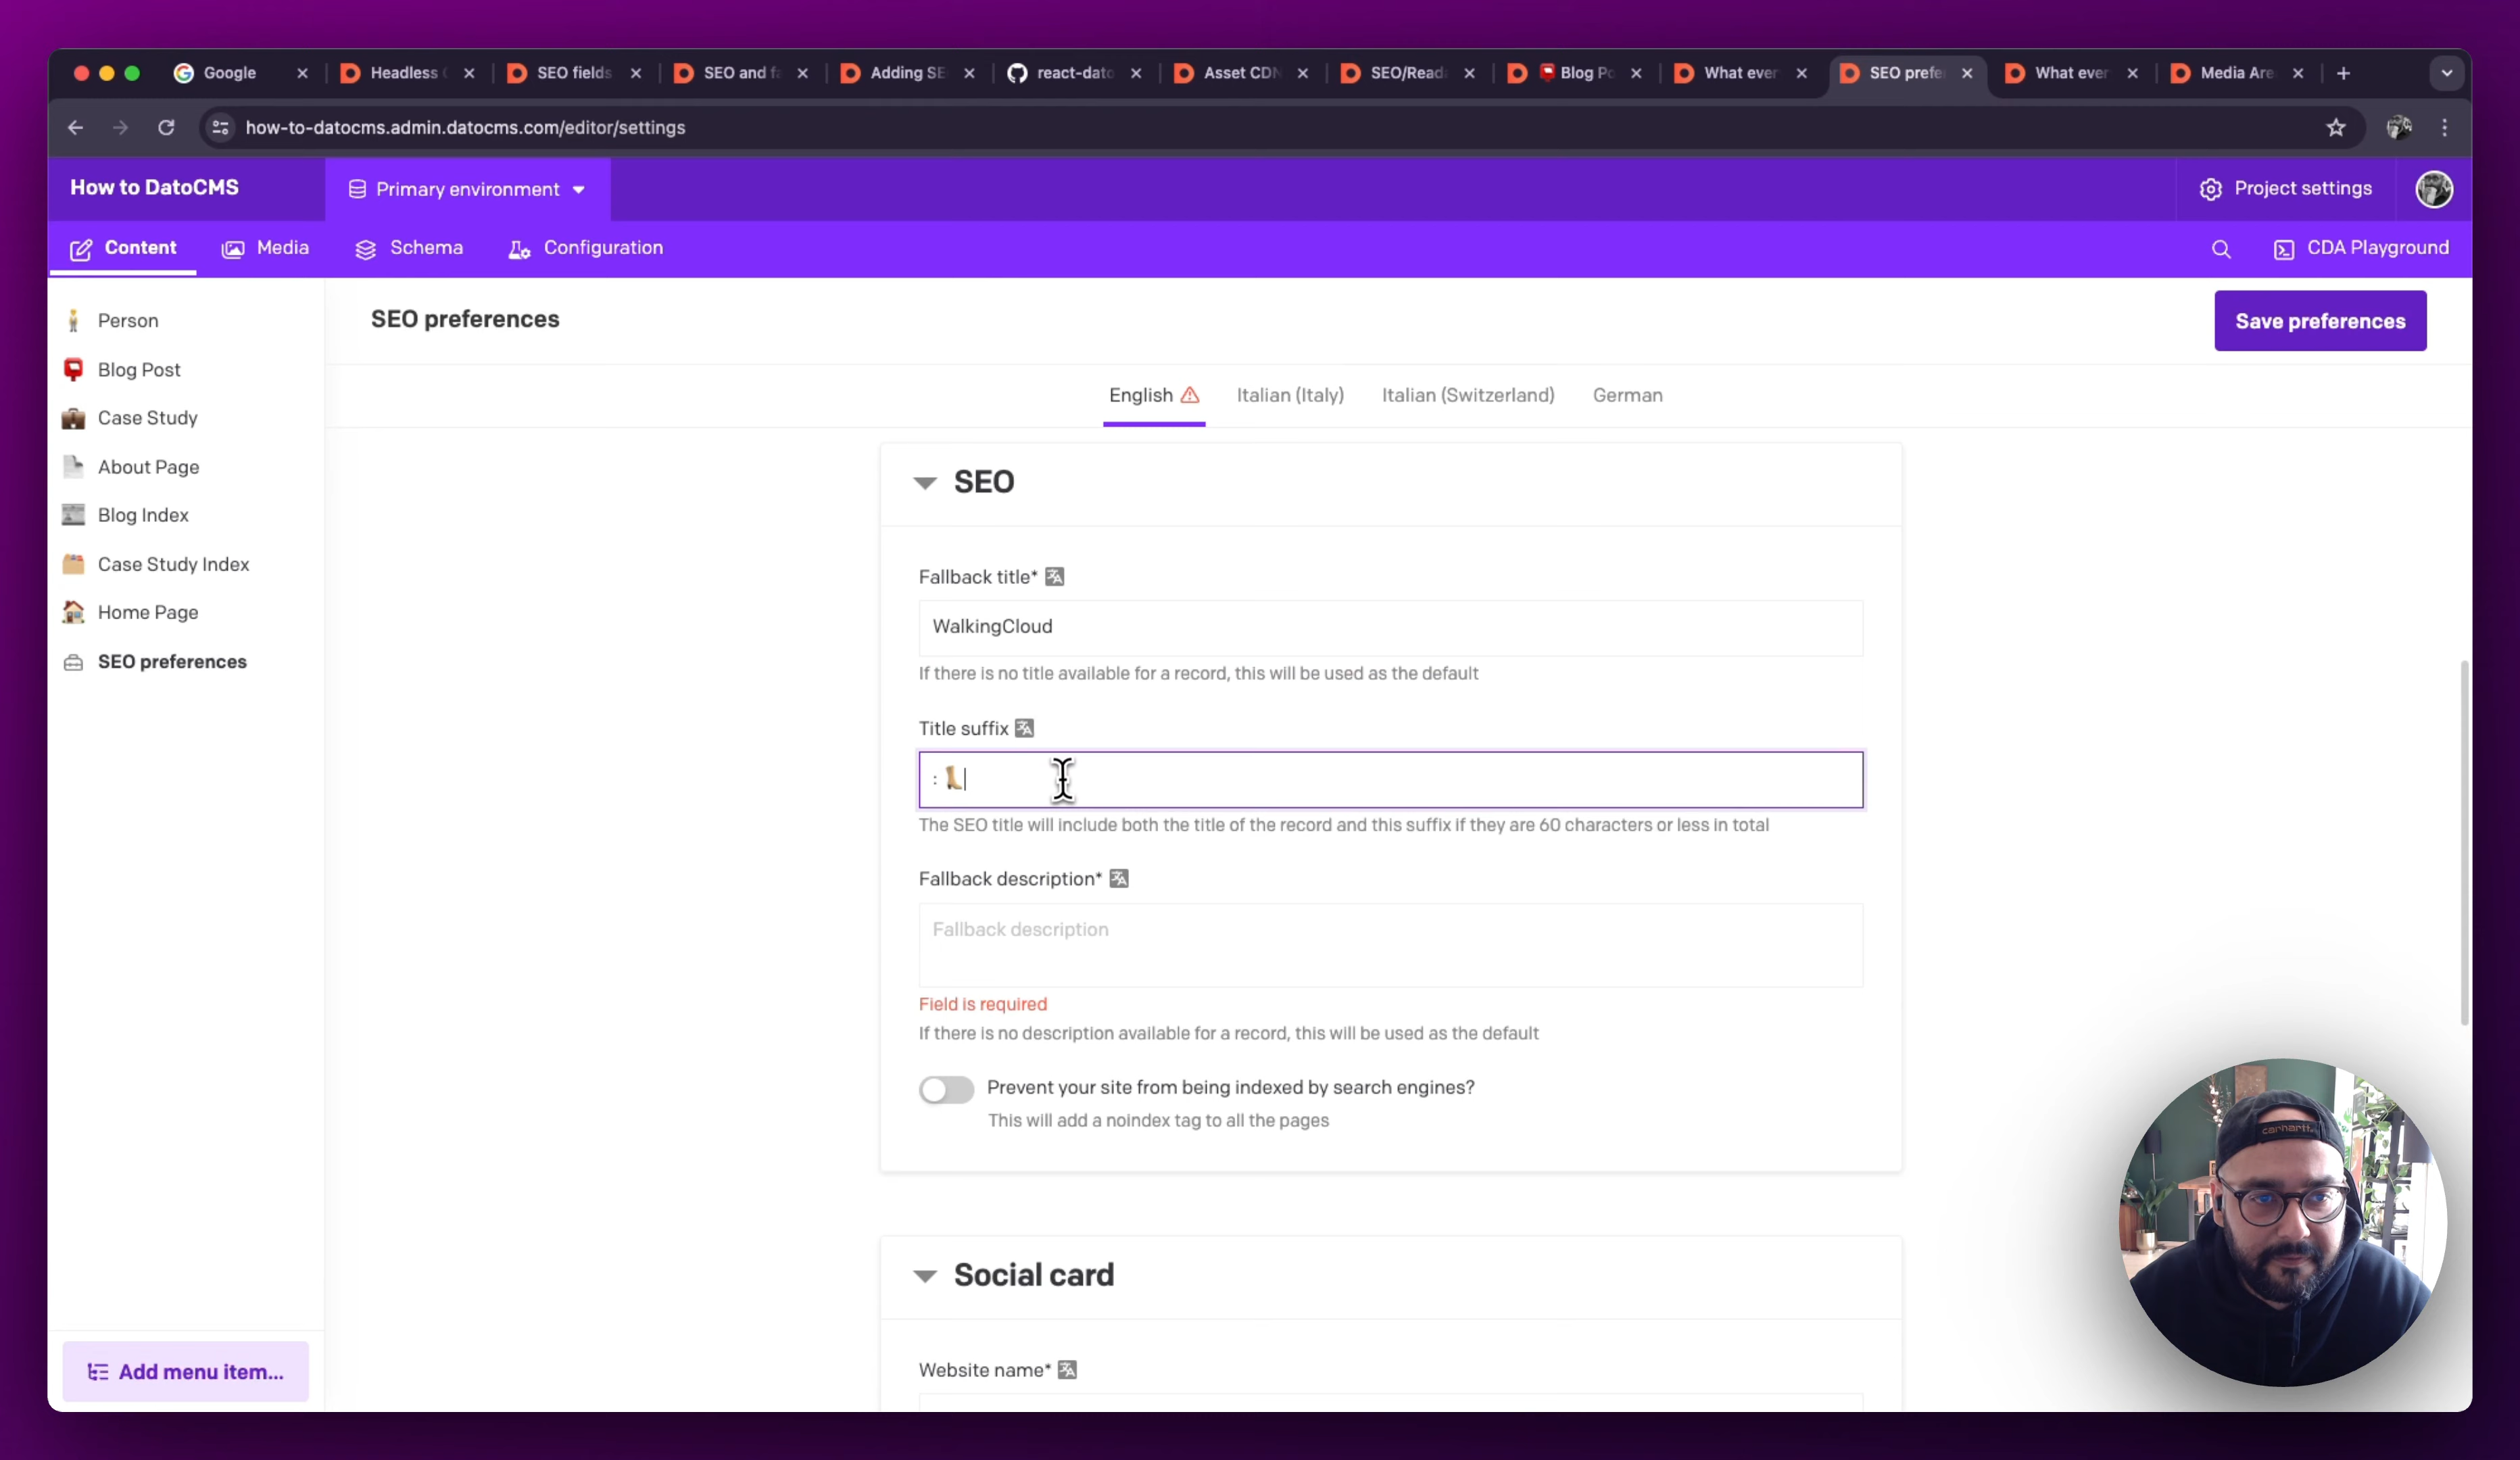 Google
Headless
SEO fields
SEO and fa
Adding SE
react-dato
Asset CDN
SEO/Reada
Blog Po
What ever
SEO prefe
What ever
Media Are
how-to-datocms.admin.datocms.com/editor/settings
How to DatoCMS
Primary environment
Project settings
Content
Media
Schema
Configuration
CDA Playground
Person
Blog Post
Case Study
About Page
Blog Index
Case Study Index
Home Page
SEO preferences
Add menu item...
SEO preferences
Save preferences
English
Italian (Italy)
Italian (Switzerland)
German
SEO
Fallback title*
WalkingCloud
If there is no title available for a record, this will be used as the default
Title suffix
: 👢
The SEO title will include both the title of the record and this suffix if they are 60 characters or less in total
Fallback description*
Fallback description
Field is required
If there is no description available for a record, this will be used as the default
Prevent your site from being indexed by search engines?
This will add a noindex tag to all the pages
Social card
Website name*
carhartt